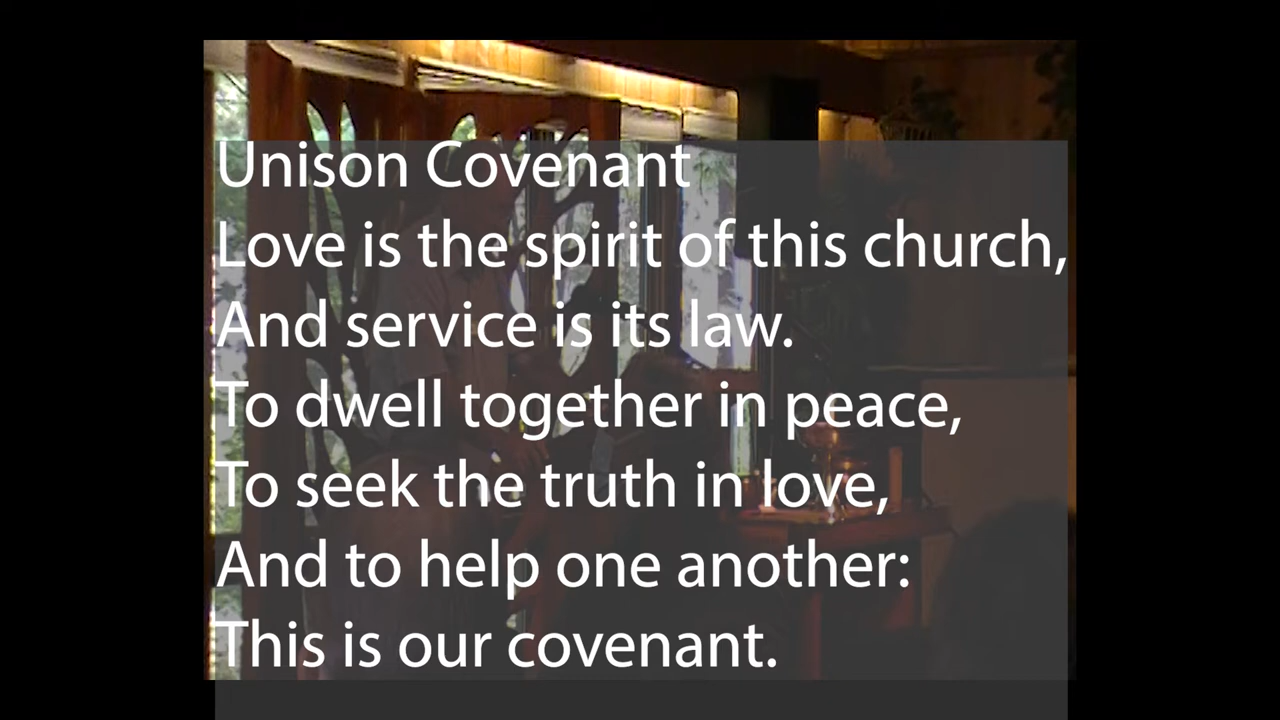 Unison Covenant
Love is the spirit of this church,
And service is its law.
To dwell together in peace,
To seek the truth in love,
And to help one another:
This is our covenant.